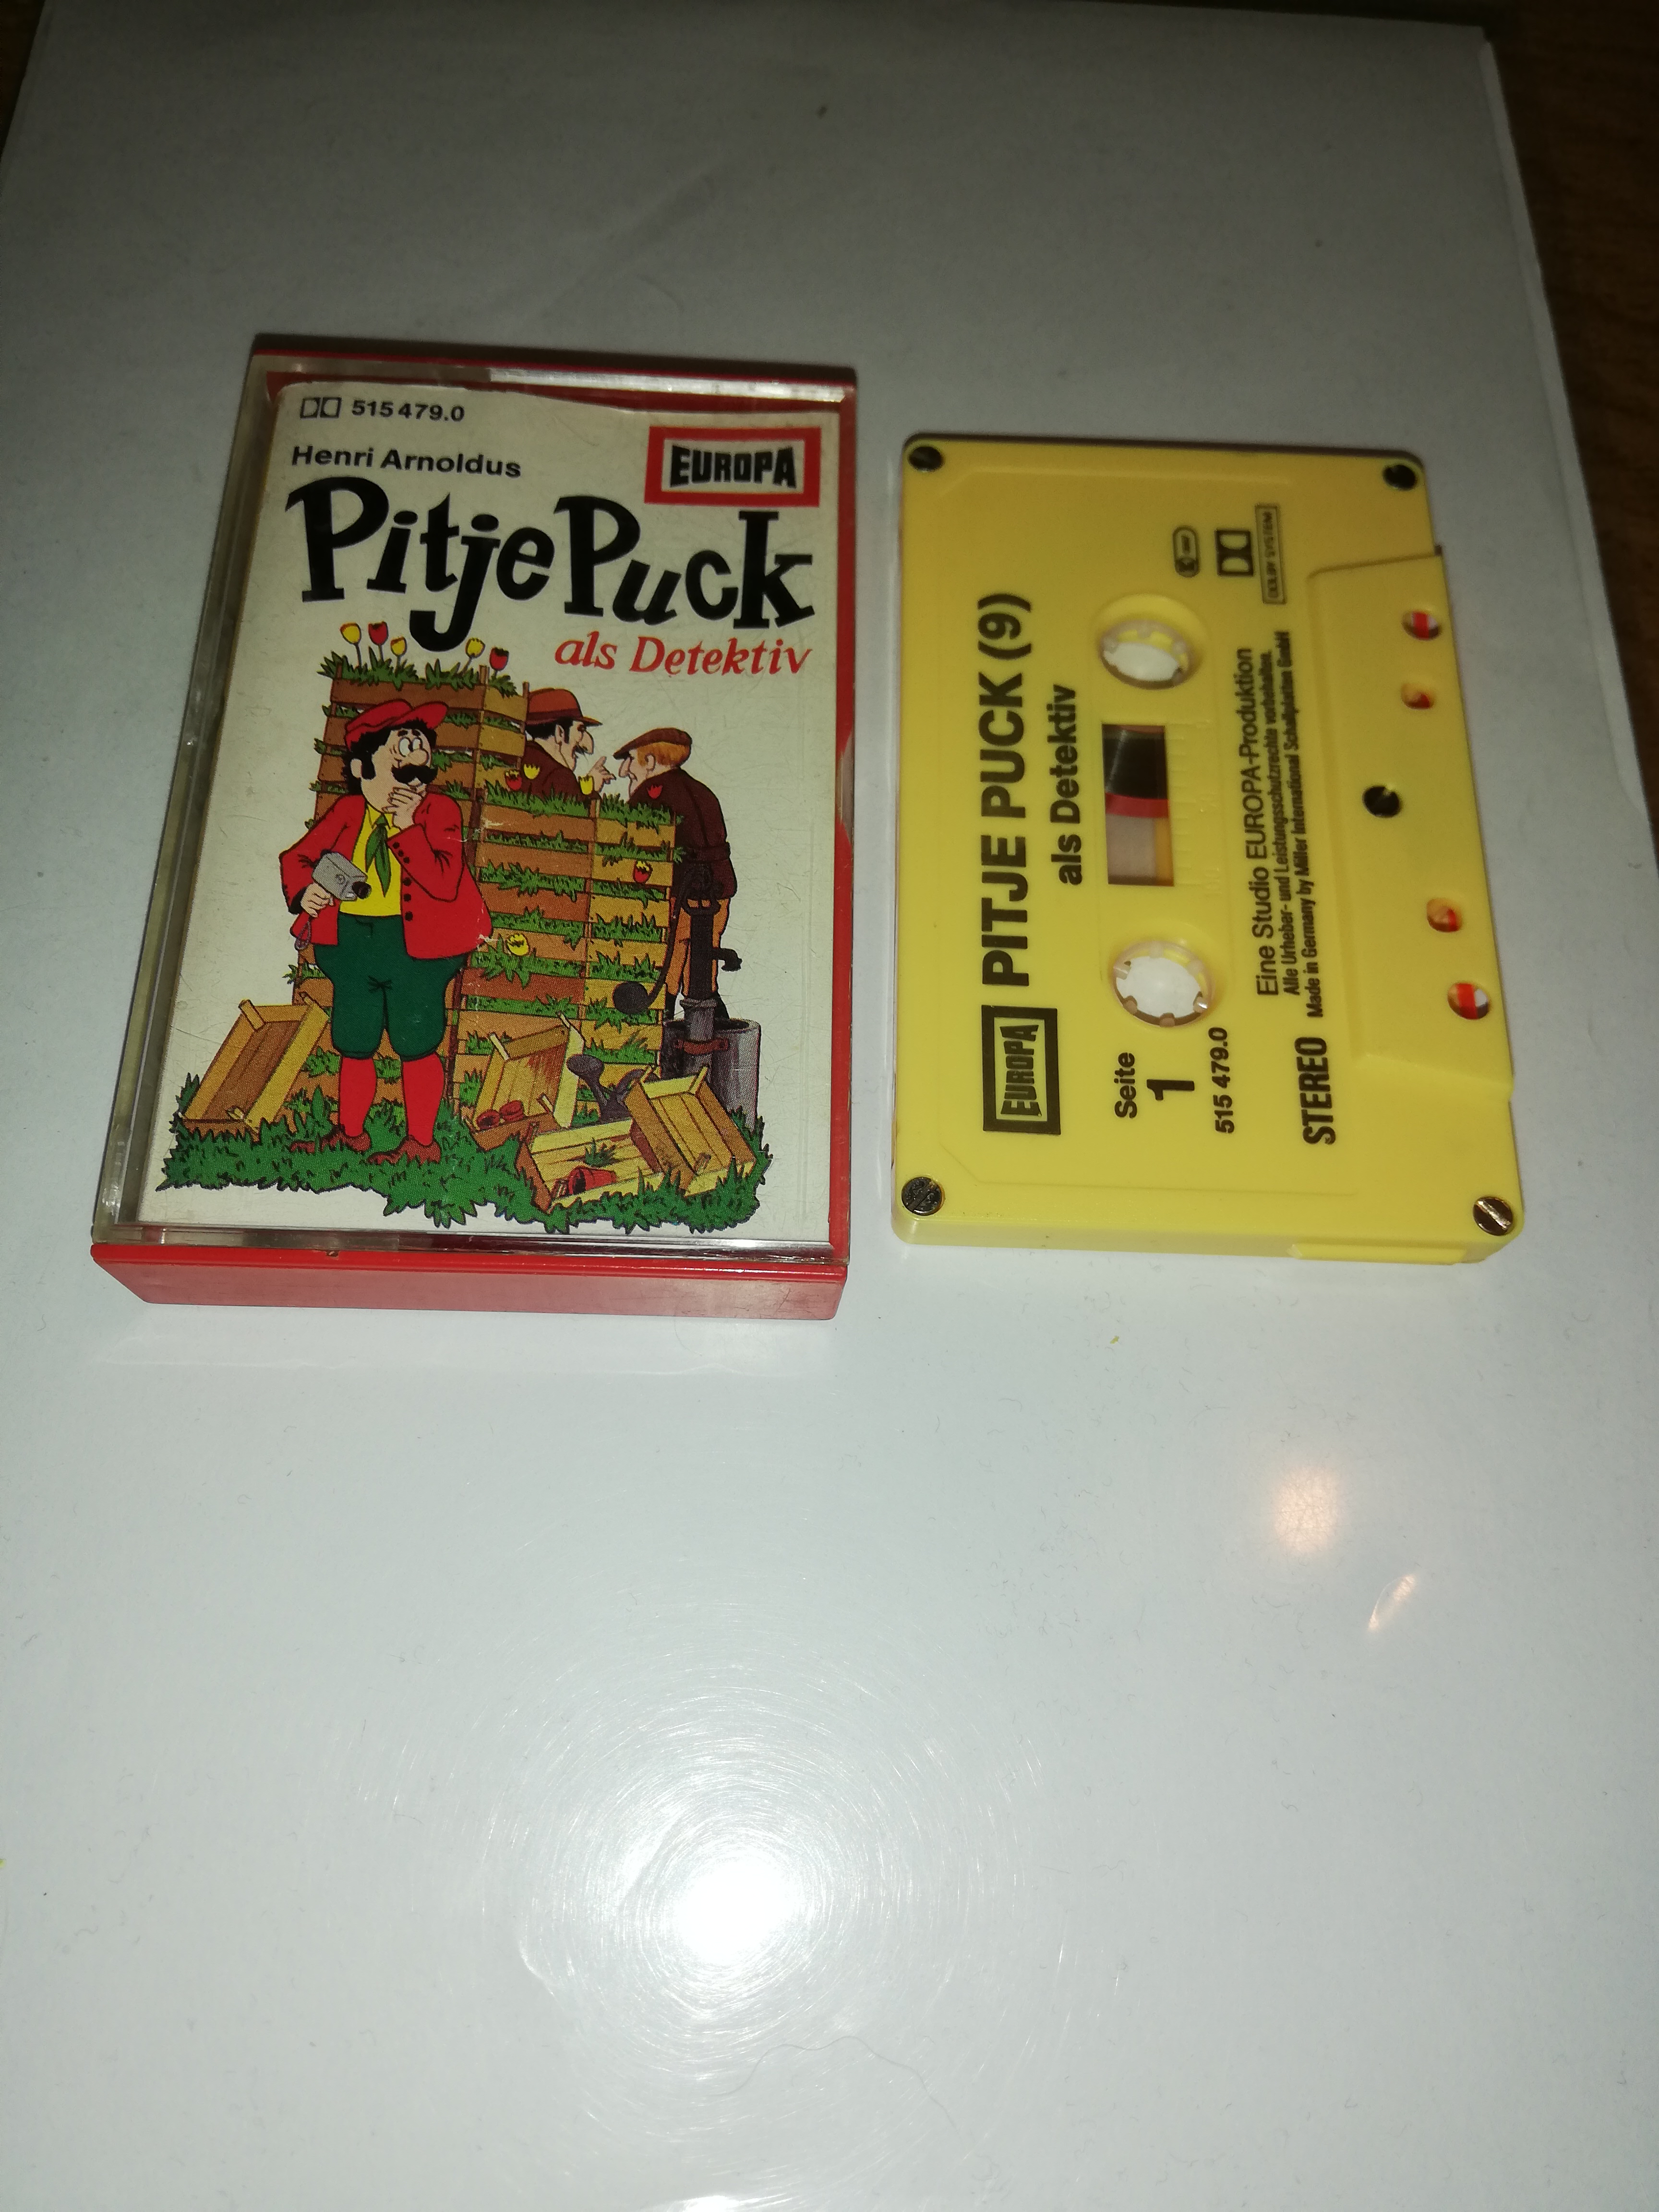 515 479.0
Henri Arnoldus
EUROPA
Pitje Puck
als Detektiv
EUROPA PITJE PUCK (9)
als Detektiv
Seite
1
515 479.0
DOLBY SYSTEM
Eine Studio EUROPA-Produktion
Alle Urheber- und Leistungsschutzrechte vorbehalten.
STEREO Made in Germany by Miller International Schallplatten GmbH